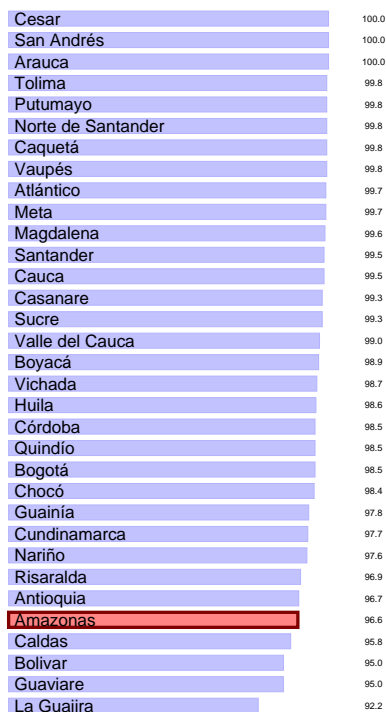 Cesar 100.0
San Andrés 100.0
Arauca 100.0
Tolima 99.8
Putumayo 99.8
Norte de Santander 99.8
Caquetá 99.8
Vaupés 99.8
Atlántico 99.7
Meta 99.7
Magdalena 99.6
Santander 99.5
Cauca 99.5
Casanare 99.3
Sucre 99.3
Valle del Cauca 99.0
Boyacá 98.9
Vichada 98.7
Huila 98.6
Córdoba 98.5
Quindío 98.5
Bogotá 98.5
Chocó 98.4
Guainía 97.8
Cundinamarca 97.7
Nariño 97.6
Risaralda 96.9
Antioquia 96.7
Amazonas 96.6
Caldas 95.8
Bolivar 95.0
Guaviare 95.0
La Guajira 92.2